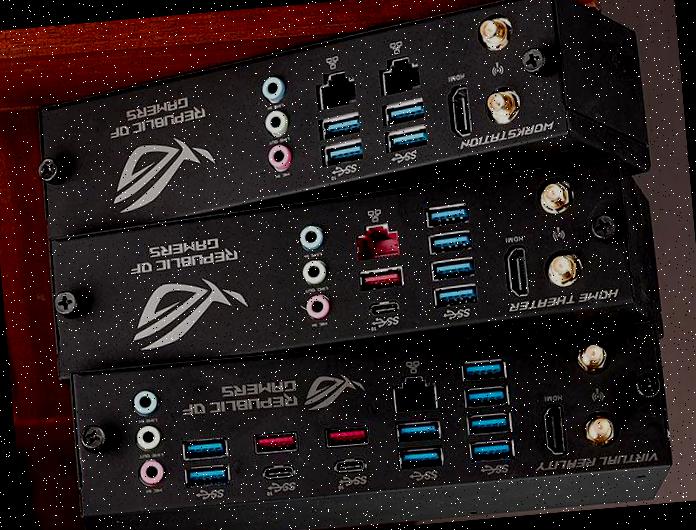 REPUBLIC OF
GAMERS
HDMI
WORKSTATION
REPUBLIC OF
GAMERS
HDMI
HOME THEATER
REPUBLIC OF
GAMERS
HDMI
VIRTUAL REALITY